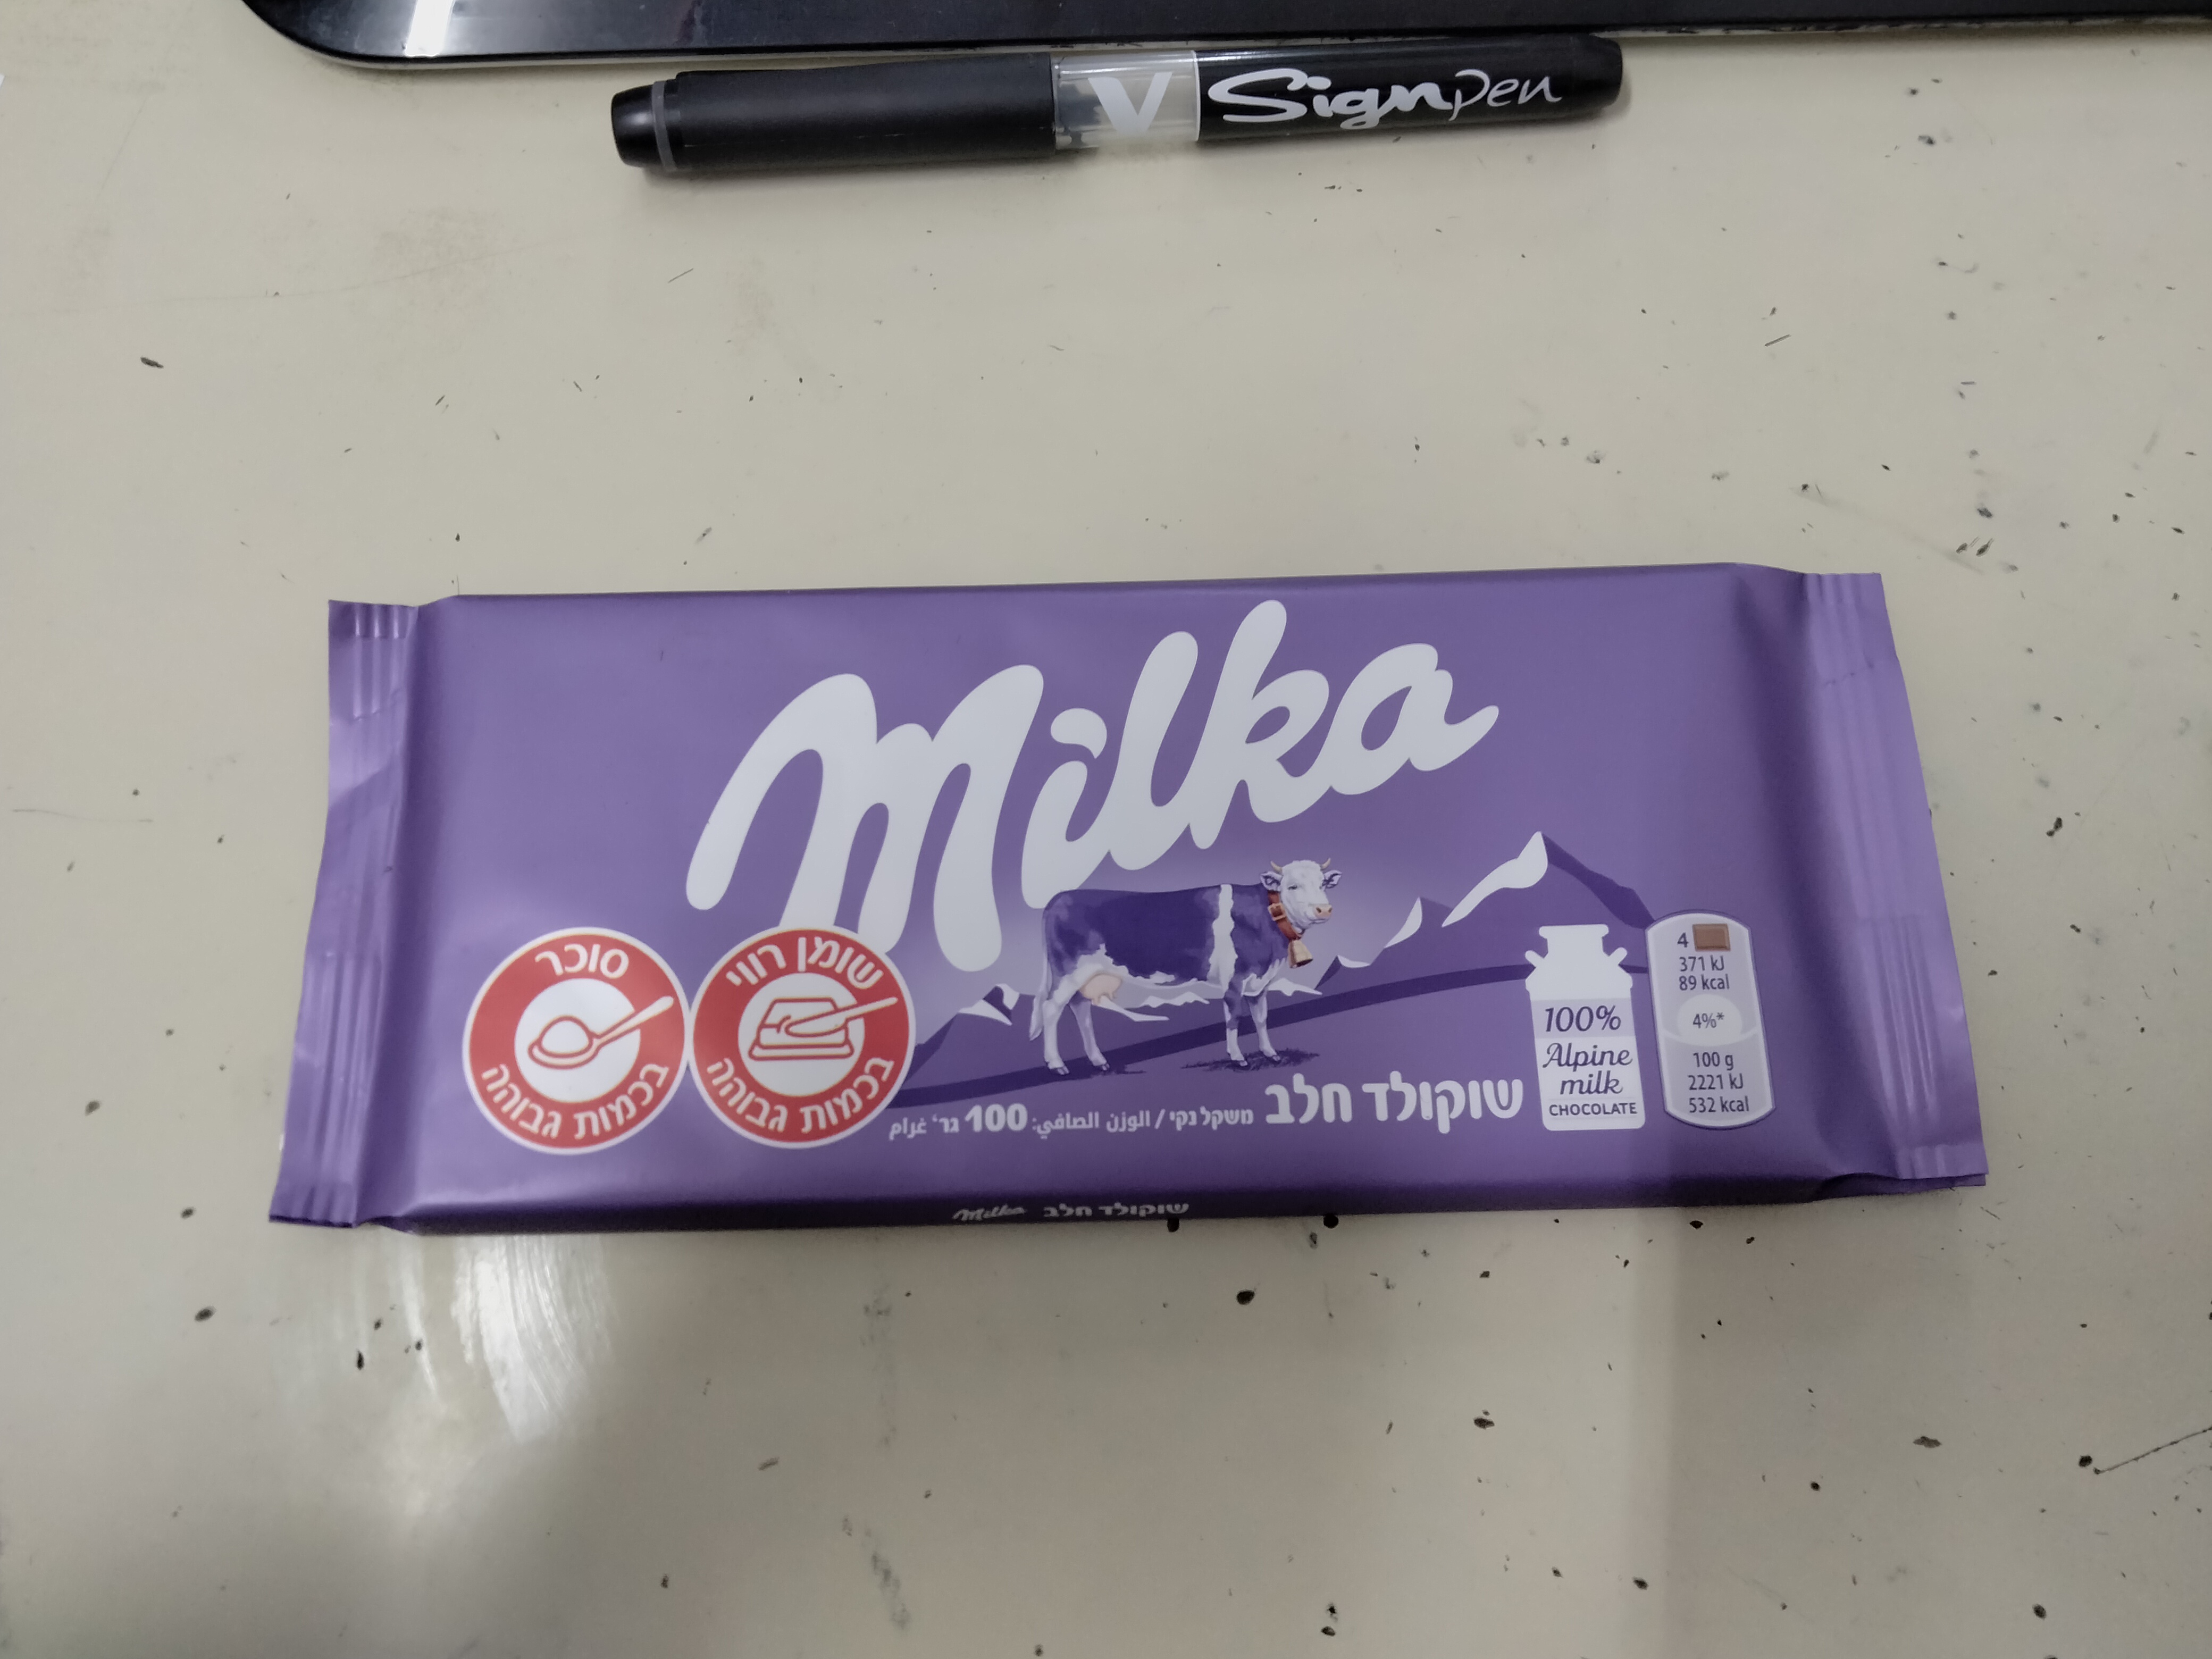 V Signpen
Milka
סוכר
בכמות גבוהה
שומן רווי
בכמות גבוהה
שוקולד חלב
משקל נקי / الوزن الصافي: 100 גר' غرام
100%
Alpine
milk
CHOCOLATE
4
371 kJ
89 kcal
4%*
100 g
2221 kJ
532 kcal
Milka שוקולד חלב